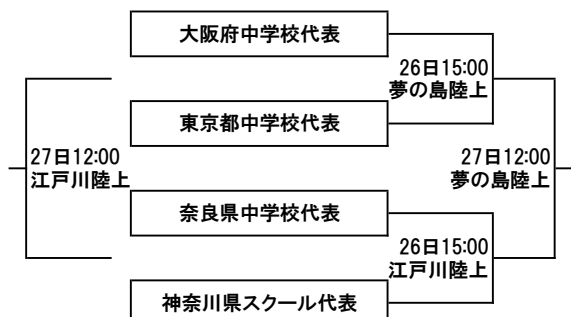 大阪府中学校代表
26日15:00
夢の島陸上
東京都中学校代表
27日12:00
江戸川陸上
27日12:00
夢の島陸上
奈良県中学校代表
26日15:00
江戸川陸上
神奈川県スクール代表